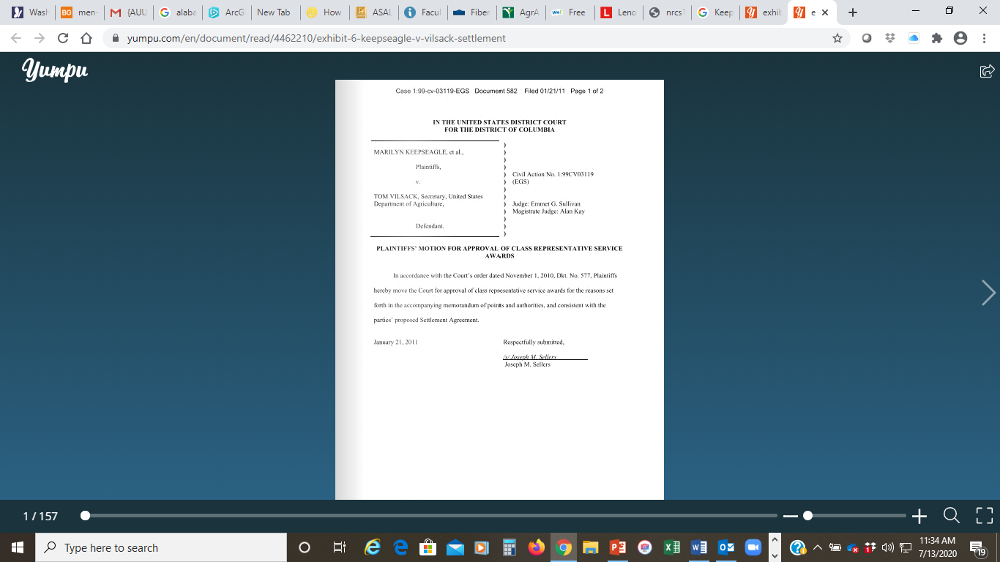 Wash
BG men-
M (AUU
G alaba
ArcG
New Tab
How
ASAL
Facul
Fiber
AgrA
we! Free
L Leno
nrcs1
G Keep
exhib
e
yumpu.com/en/document/read/4462210/exhibit-6-keepseagle-v-vilsack-settlement
Yumpu
Case 1:99-cv-03119-EGS Document 582 Filed 01/21/11 Page 1 of 2
IN THE UNITED STATES DISTRICT COURT
FOR THE DISTRICT OF COLUMBIA
MARILYN KEEPSEAGLE, et al.,
Plaintiffs,
v.
TOM VILSACK, Secretary, United States
Department of Agriculture,
Defendant.
)
)
)
)
) Civil Action No. 1:99CV03119
) (EGS)
)
)
) Judge: Emmet G. Sullivan
) Magistrate Judge: Alan Kay
)
)
)
PLAINTIFFS' MOTION FOR APPROVAL OF CLASS REPRESENTATIVE SERVICE
AWARDS
In accordance with the Court's order dated November 1, 2010, Dkt. No. 577, Plaintiffs
hereby move the Court for approval of class representative service awards for the reasons set
forth in the accompanying memorandum of points and authorities, and consistent with the
parties' proposed Settlement Agreement.
January 21, 2011
Respectfully submitted,
/s/ Joseph M. Sellers
Joseph M. Sellers
1 / 157
Type here to search
11:34 AM
7/13/2020
19